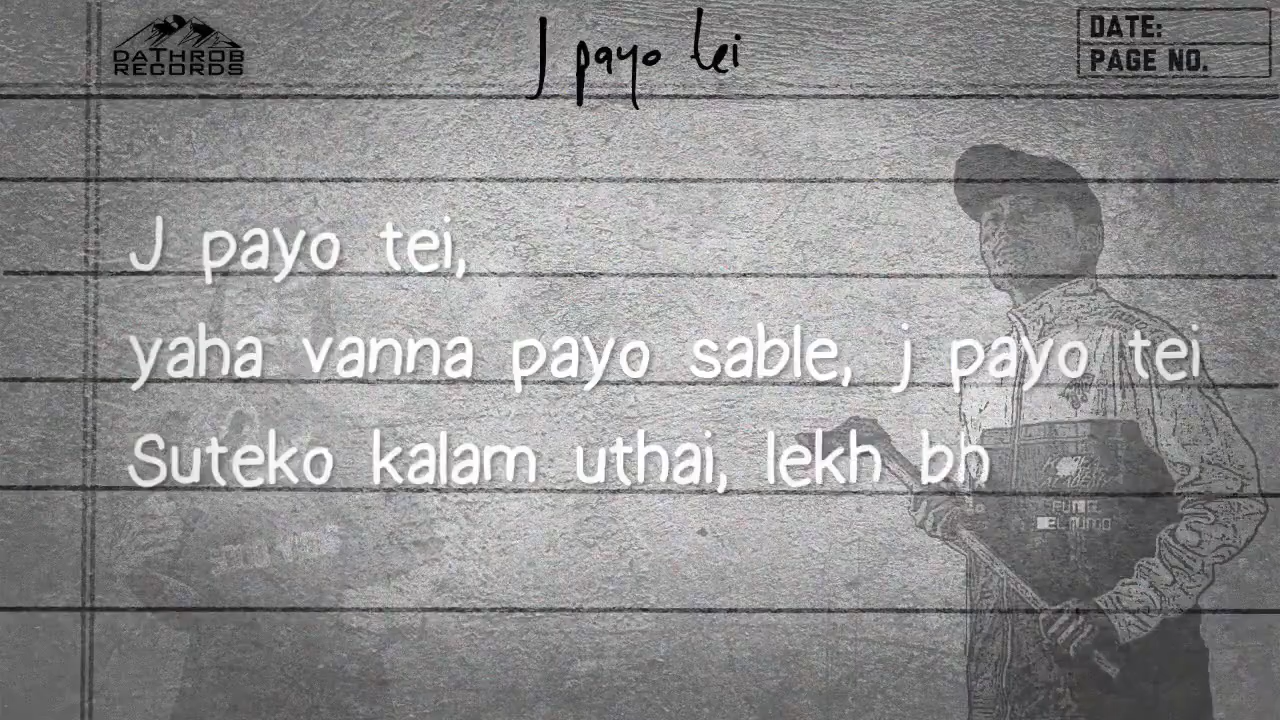 DATHROB
RECORDS
J payo tei
DATE:
PAGE NO.
J payo tei,
yaha vanna payo sable, j payo tei
Suteko kalam uthai, lekh bh